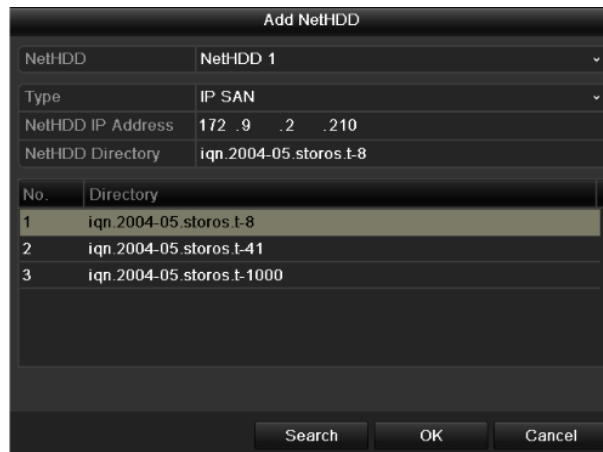 Add NetHDD
NetHDD NetHDD 1
Type IP SAN
NetHDD IP Address 172 .9 .2 .210
NetHDD Directory iqn.2004-05.storos.t-8
No. Directory
1 iqn.2004-05.storos.t-8
2 iqn.2004-05.storos.t-41
3 iqn.2004-05.storos.t-1000
Search OK Cancel